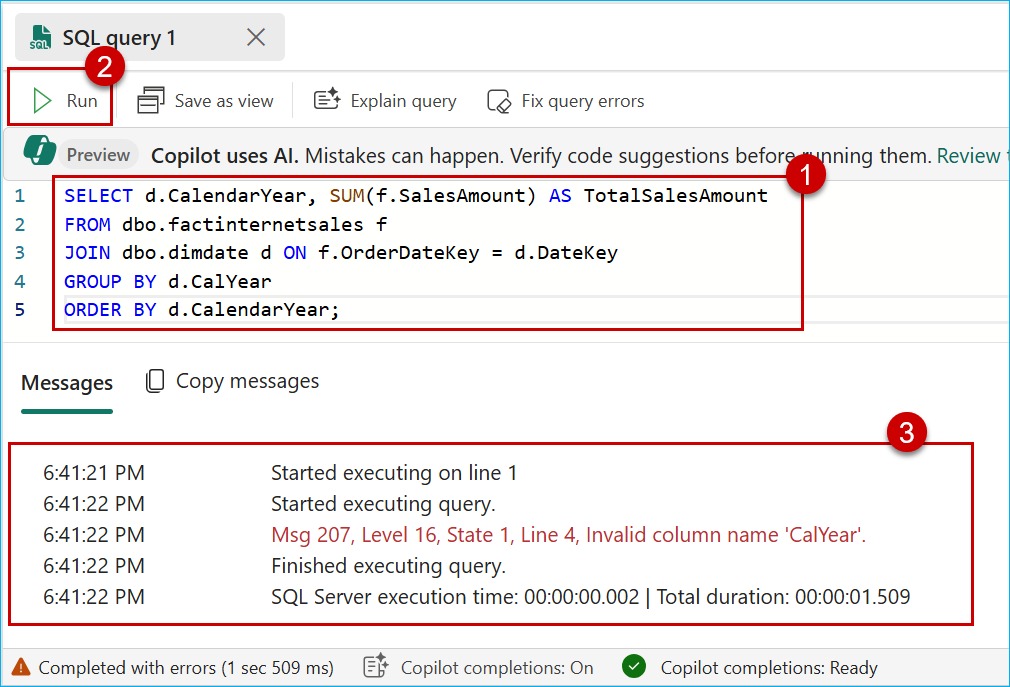 SQL SQL query 1
2
Run Save as view Explain query Fix query errors
Preview Copilot uses AI. Mistakes can happen. Verify code suggestions before running them. Review
1
1 SELECT d.CalendarYear, SUM(f.SalesAmount) AS TotalSalesAmount
2 FROM dbo.factinternetsales f
3 JOIN dbo.dimdate d ON f.OrderDateKey = d.DateKey
4 GROUP BY d.CalYear
5 ORDER BY d.CalendarYear;
Messages Copy messages
3
6:41:21 PM Started executing on line 1
6:41:22 PM Started executing query.
6:41:22 PM Msg 207, Level 16, State 1, Line 4, Invalid column name 'CalYear'.
6:41:22 PM Finished executing query.
6:41:22 PM SQL Server execution time: 00:00:00.002 | Total duration: 00:00:01.509
Completed with errors (1 sec 509 ms) Copilot completions: On Copilot completions: Ready